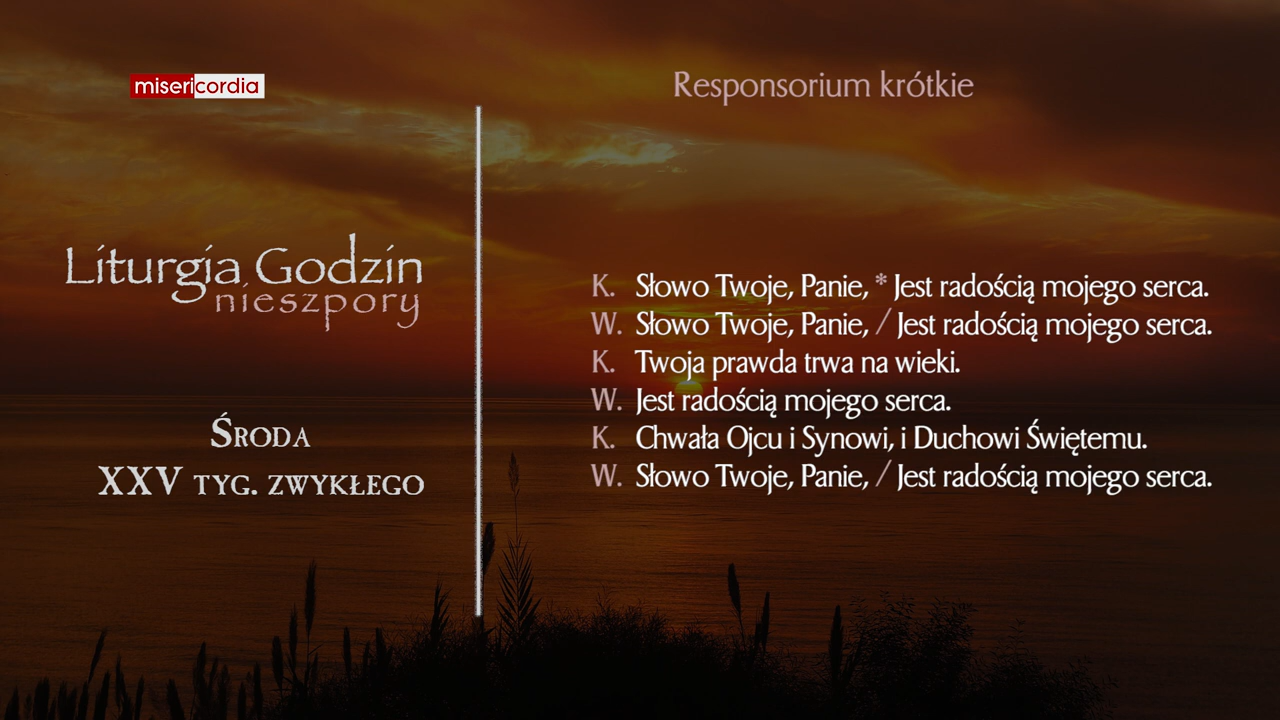 misericordia
Liturgia Godzin
nieszpory
Środa
XXV tyg. zwykłego
Responsorium krótkie
K. Słowo Twoje, Panie, * Jest radością mojego serca.
W. Słowo Twoje, Panie, / Jest radością mojego serca.
K. Twoja prawda trwa na wieki.
W. Jest radością mojego serca.
K. Chwała Ojcu i Synowi, i Duchowi Świętemu.
W. Słowo Twoje, Panie, / Jest radością mojego serca.